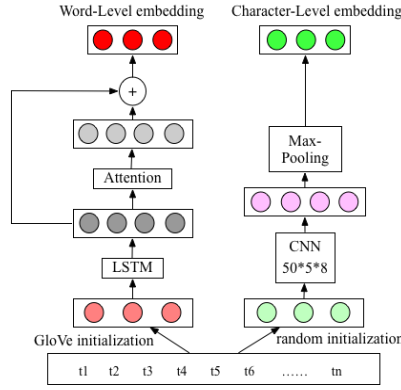 Word-Level embedding
Character-Level embedding
+
Max-
Pooling
Attention
CNN
50*5*8
LSTM
GloVe initialization
random initialization
t1 t2 t3 t4 t5 t6 ...... tn